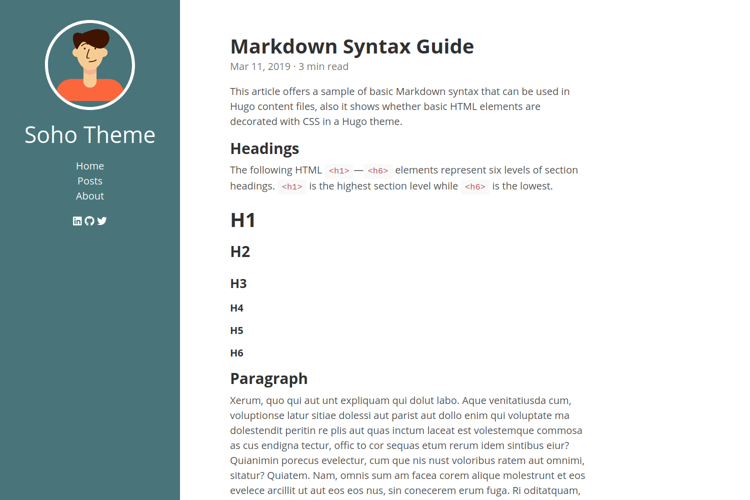 Soho Theme
Home
Posts
About
Markdown Syntax Guide
Mar 11, 2019 · 3 min read
This article offers a sample of basic Markdown syntax that can be used in
Hugo content files, also it shows whether basic HTML elements are
decorated with CSS in a Hugo theme.
Headings
The following HTML <h1> — <h6> elements represent six levels of section
headings. <h1> is the highest section level while <h6> is the lowest.
H1
H2
H3
H4
H5
H6
Paragraph
Xerum, quo qui aut unt expliquam qui dolut labo. Aque venitatiusda cum,
voluptionse latur sitiae dolessi aut parist aut dollo enim qui voluptate ma
dolestendit peritin re plis aut quas inctum laceat est volestemque commosa
as cus endigna tectur, offic to cor sequas etum rerum idem sintibus eiur?
Quianimin porecus evelectur, cum que nis nust voloribus ratem aut omnimi,
sitatur? Quiatem. Nam, omnis sum am facea corem alique molestrunt et eos
evelece arcillit ut aut eos eos nus, sin conecerem erum fuga. Ri oditatquam,